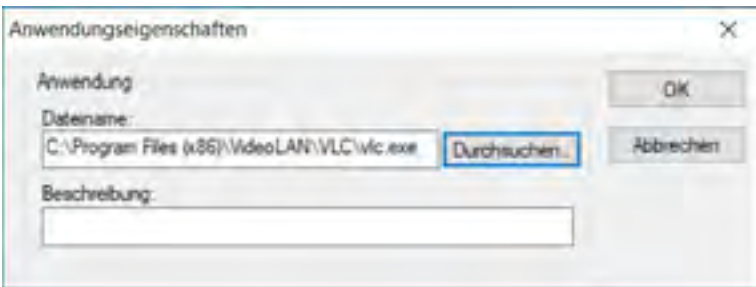 Anwendungseigenschaften
Anwendung
OK
Dateiname:
C:\Program Files (x86)\VideoLAN\VLC\vlc.exe
Durchsuchen...
Abbrechen
Beschreibung: